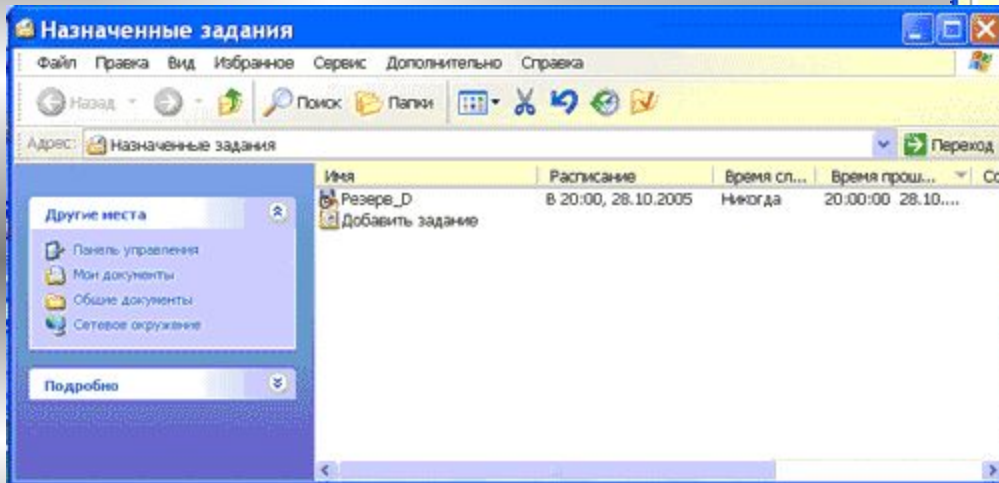 Назначенные задания
Файл Правка Вид Избранное Сервис Дополнительно Справка
Назад Поиск Папки
Адрес: Назначенные задания Переход
Имя Расписание Время сл... Время прош... Со
Резерв_D В 20:00, 28.10.2005 Никогда 20:00:00 28.10....
Добавить задание
Другие места
Панель управления
Мои документы
Общие документы
Сетевое окружение
Подробно